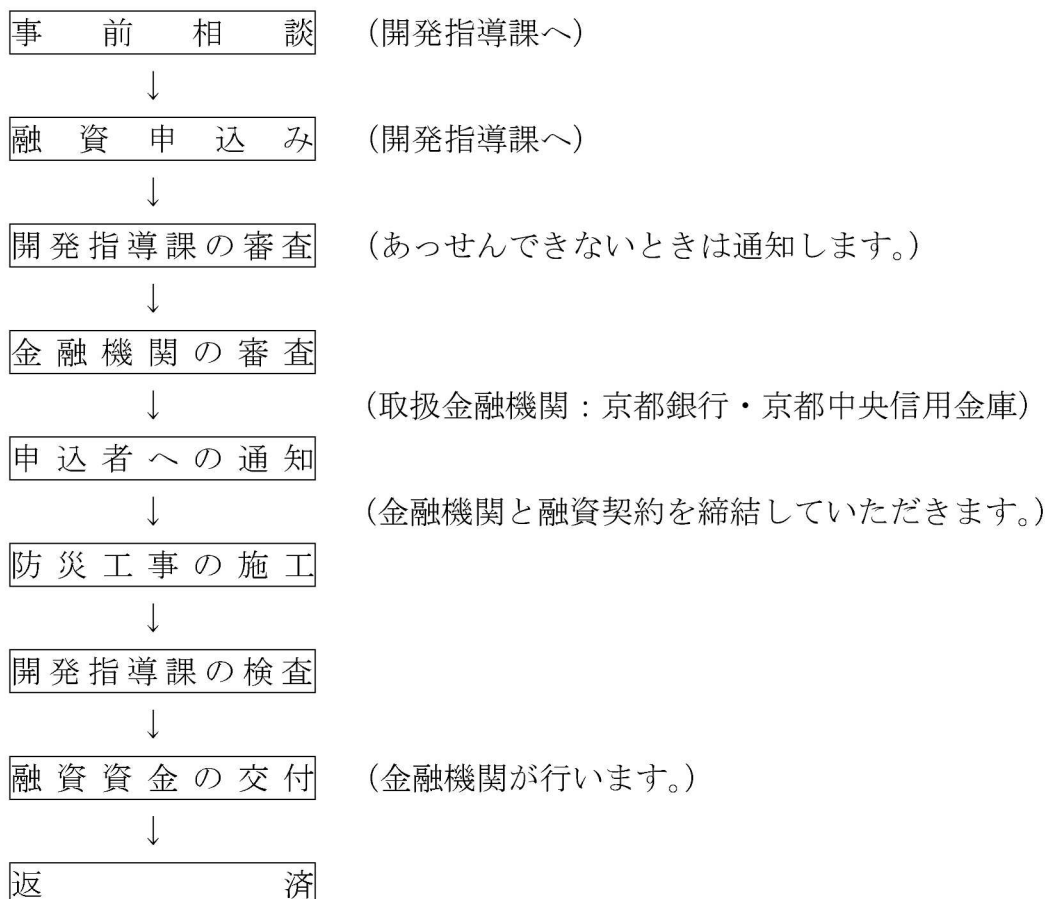 事前相談 (開発指導課へ)
↓
融資申込み (開発指導課へ)
↓
開発指導課の審査 (あっせんできないときは通知します。)
↓
金融機関の審査
↓ (取扱金融機関：京都銀行・京都中央信用金庫)
申込者への通知
↓ (金融機関と融資契約を締結していただきます。)
防災工事の施工
↓
開発指導課の検査
↓
融資資金の交付 (金融機関が行います。)
↓
返済